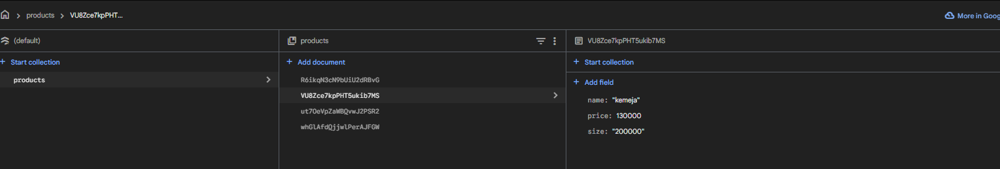 products VU8Zce7kpPHT...
More in Goog
(default)
products
VU8Zce7kpPHT5ukib7MS
+ Start collection
+ Add document
+ Start collection
products
R6ikqN3cN9bUiU2dRBvG
VU8Zce7kpPHT5ukib7MS
ut7OeVpZaWBQvwJ2PSR2
whGlAfdQjjwlPerAJFGW
+ Add field
name: "kemeja"
price: 130000
size: "200000"